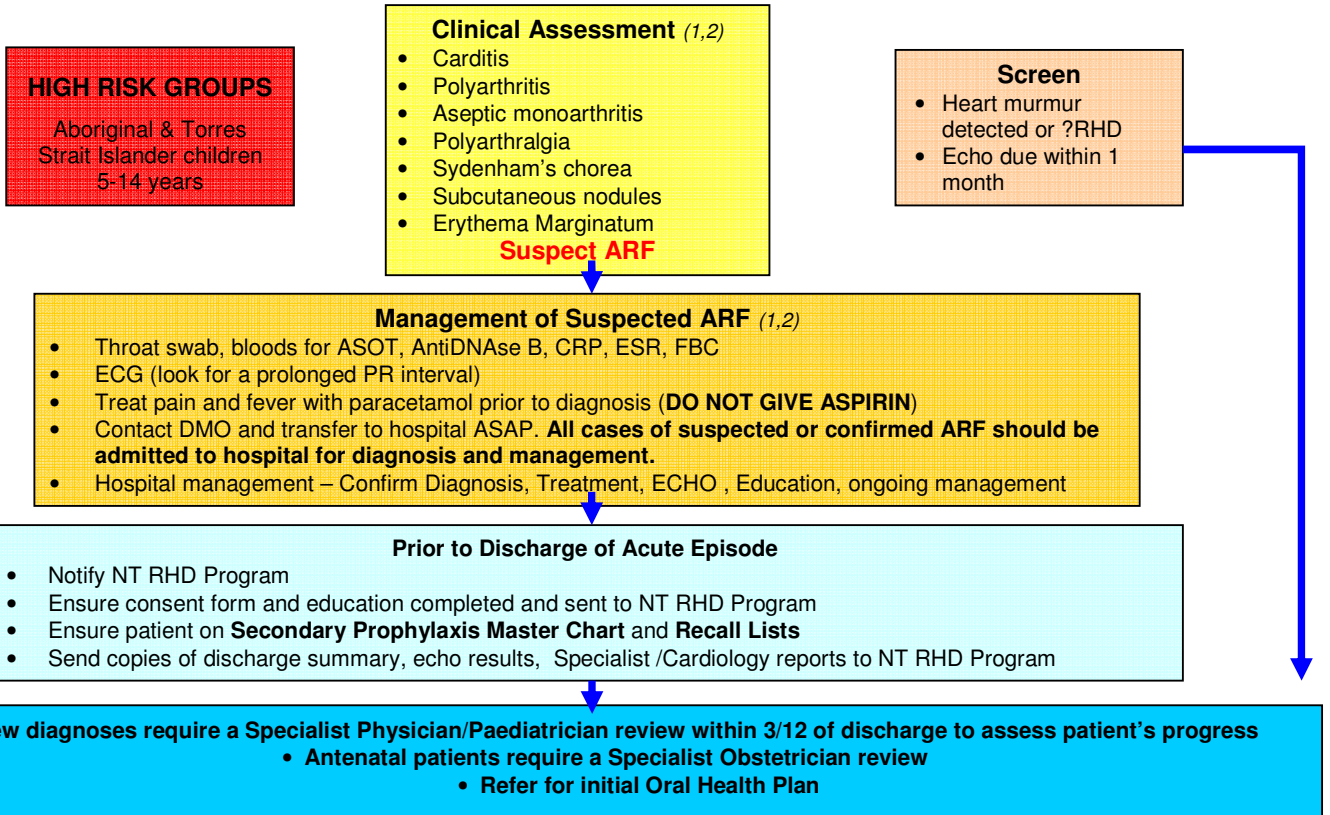 HIGH RISK GROUPS
Aboriginal & Torres
Strait Islander children
5-14 years
Clinical Assessment (1,2)
• Carditis
• Polyarthritis
• Aseptic monoarthritis
• Polyarthralgia
• Sydenham's chorea
• Subcutaneous nodules
• Erythema Marginatum
Suspect ARF
Screen
• Heart murmur
detected or ?RHD
• Echo due within 1
month
Management of Suspected ARF (1,2)
• Throat swab, bloods for ASOT, AntiDNAse B, CRP, ESR, FBC
• ECG (look for a prolonged PR interval)
• Treat pain and fever with paracetamol prior to diagnosis (DO NOT GIVE ASPIRIN)
• Contact DMO and transfer to hospital ASAP. All cases of suspected or confirmed ARF should be
admitted to hospital for diagnosis and management.
• Hospital management – Confirm Diagnosis, Treatment, ECHO , Education, ongoing management
Prior to Discharge of Acute Episode
• Notify NT RHD Program
• Ensure consent form and education completed and sent to NT RHD Program
• Ensure patient on Secondary Prophylaxis Master Chart and Recall Lists
• Send copies of discharge summary, echo results, Specialist /Cardiology reports to NT RHD Program
diagnoses require a Specialist Physician/Paediatrician review within 3/12 of discharge to assess patient's progress
• Antenatal patients require a Specialist Obstetrician review
• Refer for initial Oral Health Plan